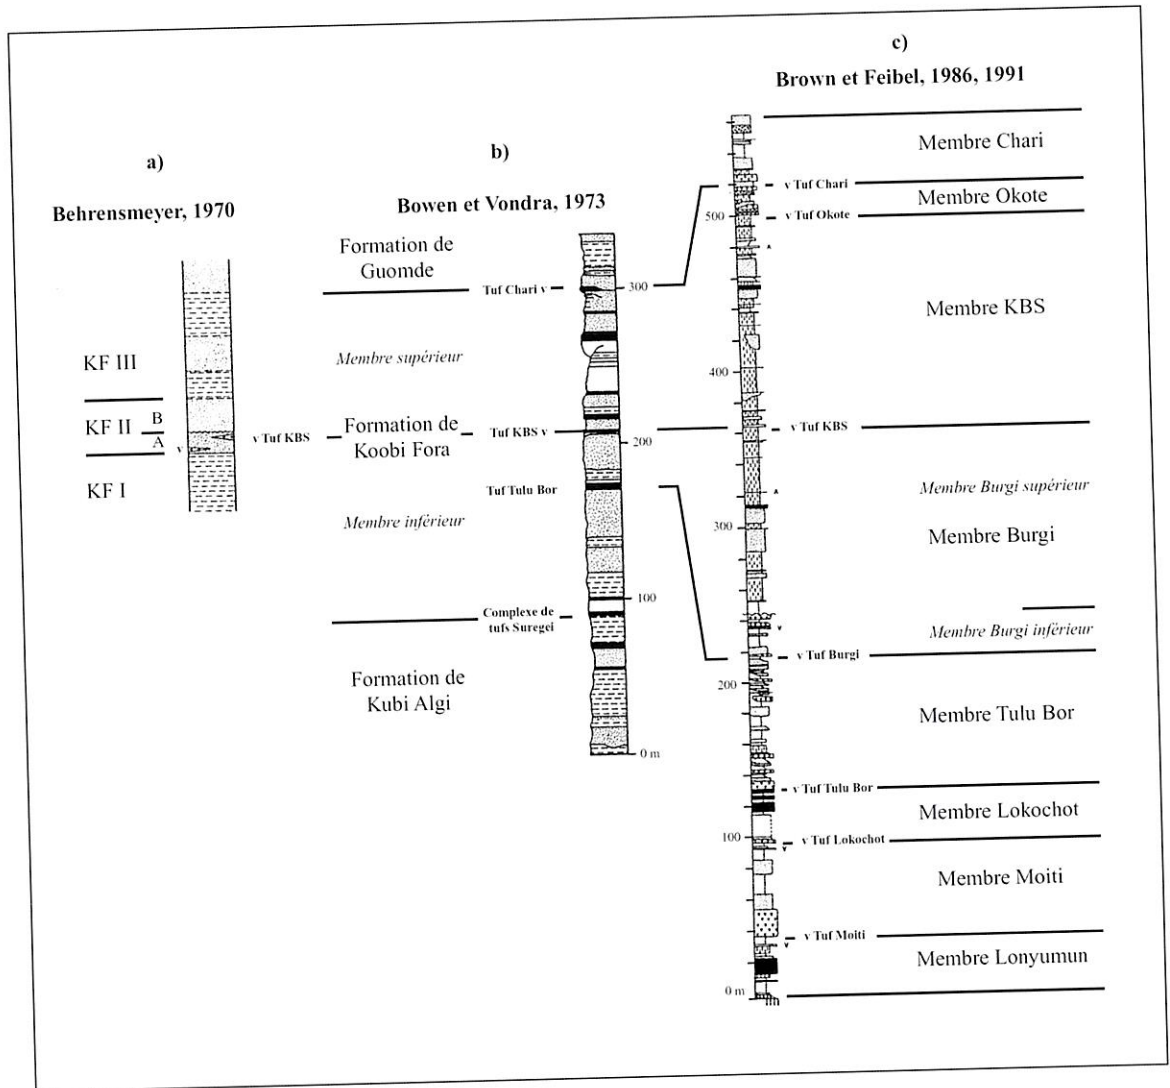 a)
Behrensmeyer, 1970
KF III
KF II
B
A
v
v Tuf KBS
KF I
b)
Bowen et Vondra, 1973
Formation de
Guomde
Tuf Chari v
300
Membre supérieur
Formation de
Koobi Fora
Tuf KBS v
200
Tuf Tulu Bor
Membre inférieur
100
Complexe de
tufs Suregei
Formation de
Kubi Algi
0 m
c)
Brown et Feibel, 1986, 1991
Membre Chari
v Tuf Chari
Membre Okote
500
v Tuf Okote
Membre KBS
400
v Tuf KBS
Membre Burgi supérieur
300
Membre Burgi
Membre Burgi inférieur
v Tuf Burgi
200
Membre Tulu Bor
v Tuf Tulu Bor
Membre Lokochot
100
v Tuf Lokochot
Membre Moiti
v Tuf Moiti
Membre Lonyumun
0 m